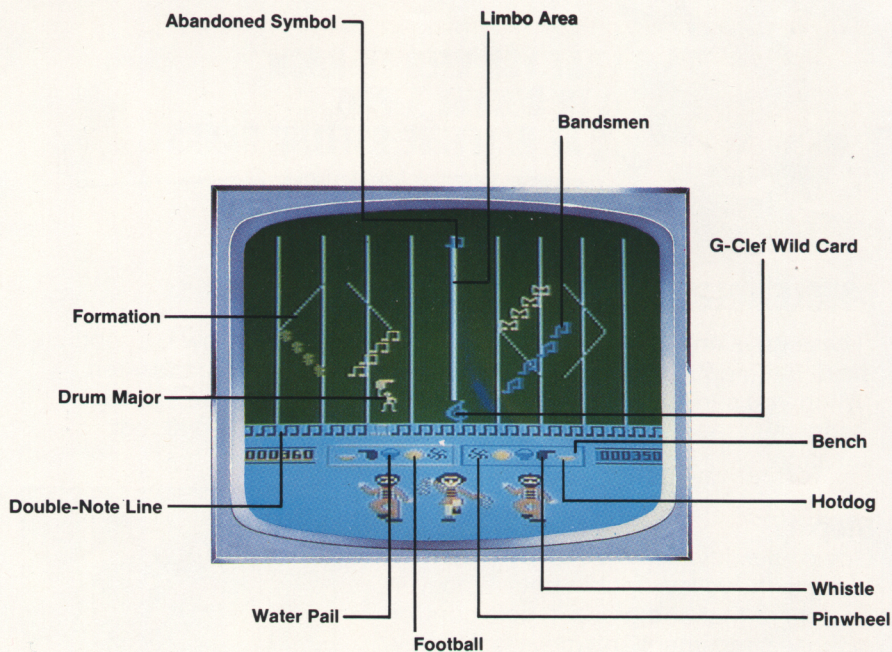 Abandoned Symbol
Limbo Area
Bandsmen
G-Clef Wild Card
Formation
Drum Major
Bench
000360
000350
Double-Note Line
Hotdog
Whistle
Water Pail
Pinwheel
Football